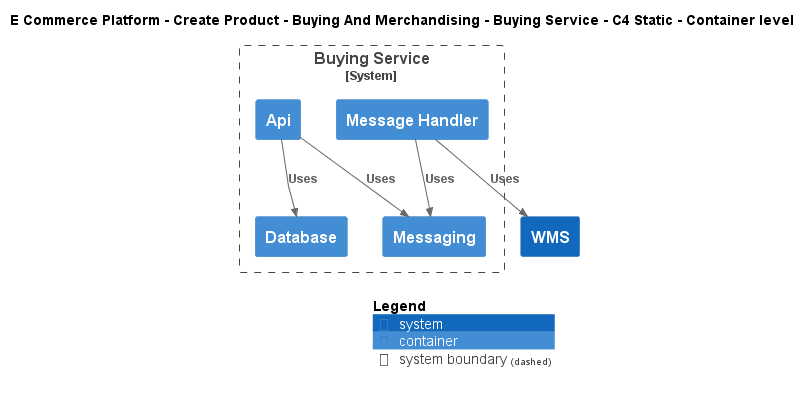 E Commerce Platform - Create Product - Buying And Merchandising - Buying Service - C4 Static - Container level
Buying Service
[System]
Api
Message Handler
Uses
Uses
Uses
Uses
Database
Messaging
WMS
Legend
system
container
system boundary (dashed)